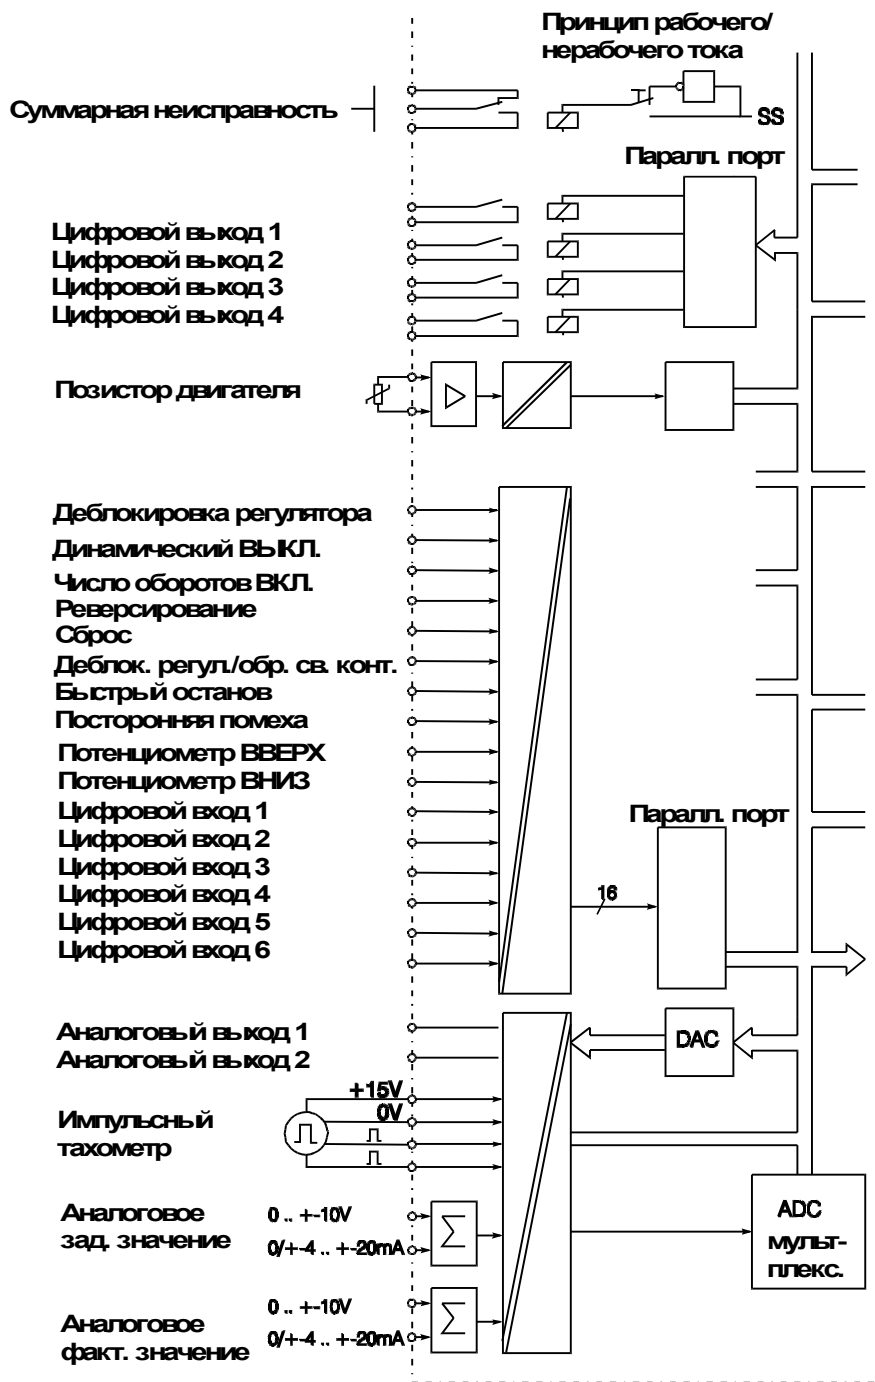 Принцип рабочего/
нерабочего тока
Суммарная неисправность
SS
Паралл. порт
Цифровой выход 1
Цифровой выход 2
Цифровой выход 3
Цифровой выход 4
Позистор двигателя
Деблокировка регулятора
Динамический ВЫКЛ.
Число оборотов ВКЛ.
Реверсирование
Сброс
Деблок. регул./обр. св. конт.
Быстрый останов
Посторонняя помеха
Потенциометр ВВЕРХ
Потенциометр ВНИЗ
Цифровой вход 1
Паралл. порт
Цифровой вход 2
Цифровой вход 3
Цифровой вход 4
16
Цифровой вход 5
Цифровой вход 6
Аналоговый выход 1
DAC
Аналоговый выход 2
+15V
0V
Импульсный
тахометр
Аналоговое
зад. значение
0 .. +-10V
0/+-4 .. +-20mA
ADC
мульт-
плекс.
0 .. +-10V
0/+-4 .. +-20mA
Аналоговое
факт. значение